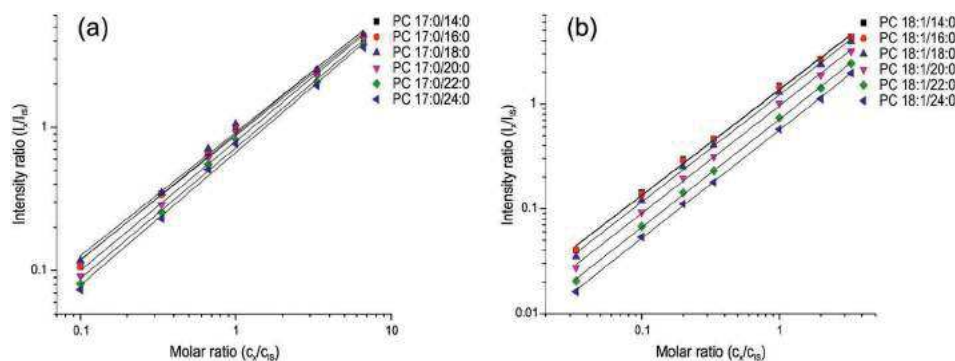 (a)
PC 17:0/14:0
PC 17:0/16:0
PC 17:0/18:0
PC 17:0/20:0
PC 17:0/22:0
PC 17:0/24:0
Intensity ratio (Iₓ/Iᵢₛ)
1
0.1
0.1 1 10
Molar ratio (cₓ/cᵢₛ)
(b)
PC 18:1/14:0
PC 18:1/16:0
PC 18:1/18:0
PC 18:1/20:0
PC 18:1/22:0
PC 18:1/24:0
Intensity ratio (Iₓ/Iᵢₛ)
1
0.1
0.01
0.1 1
Molar ratio (cₓ/cᵢₛ)